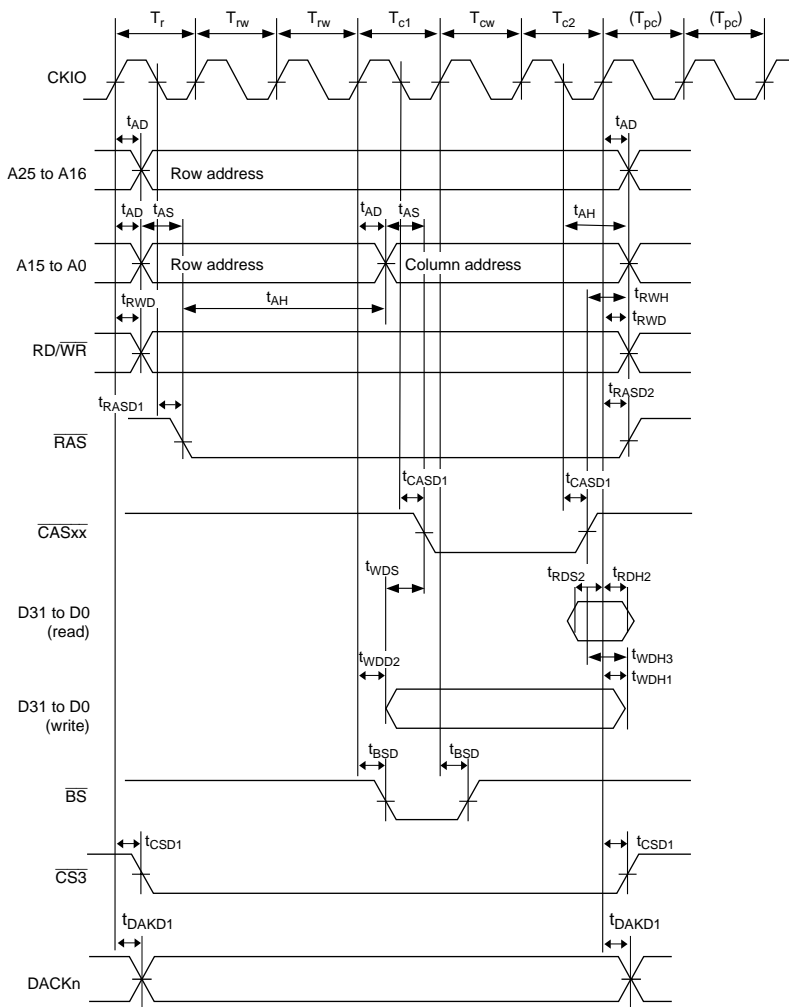 Tr Trw Trw Tc1 Tcw Tc2 (Tpc) (Tpc)
CKIO
tAD tAD
A25 to A16 Row address
tAD tAS tAD tAS tAH
A15 to A0 Row address Column address
tRWD tAH tRWH
tRWD
RD/WR
tRASD1 tRASD2
RAS
tCASD1 tCASD1
CASxx
tWDS tRDS2 tRDH2
D31 to D0
(read)
tWDD2 tWDH3
tWDH1
D31 to D0
(write)
tBSD tBSD
BS
tCSD1 tCSD1
CS3
tDAKD1 tDAKD1
DACKn